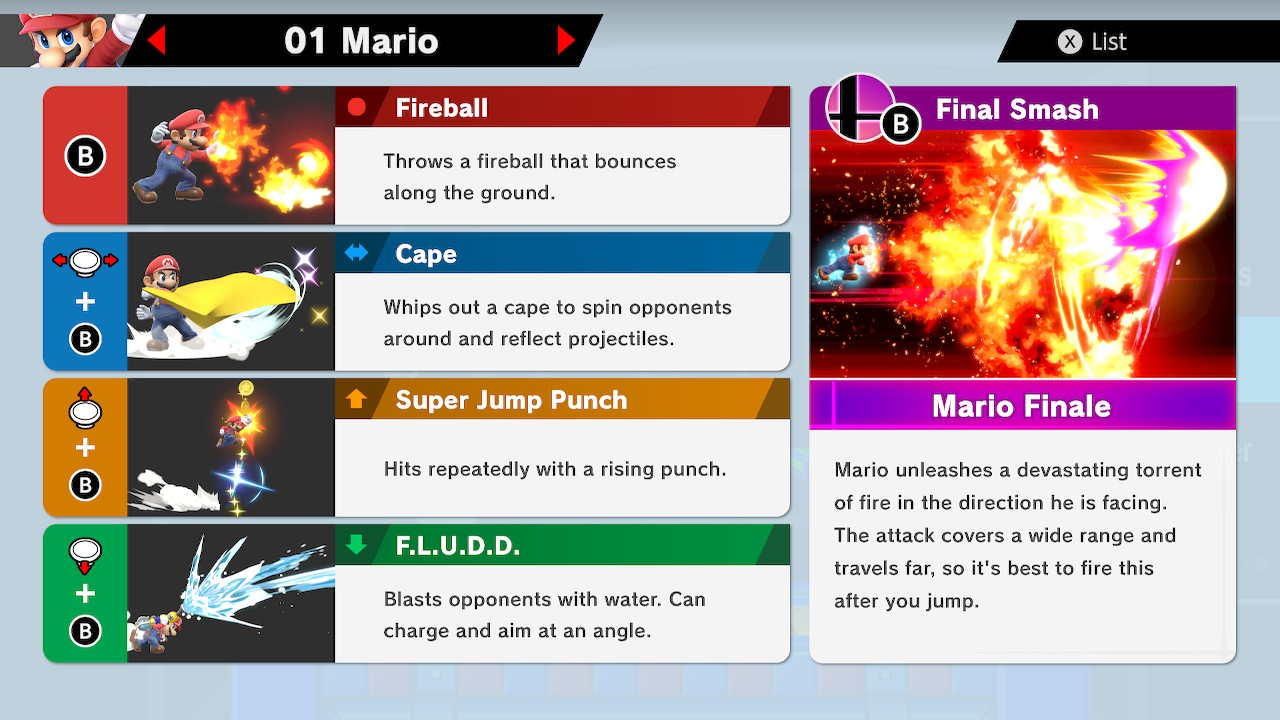 01 Mario
X List
B
Fireball
Throws a fireball that bounces
along the ground.
+
B
Cape
Whips out a cape to spin opponents
around and reflect projectiles.
+
B
Super Jump Punch
Hits repeatedly with a rising punch.
+
B
F.L.U.D.D.
Blasts opponents with water. Can
charge and aim at an angle.
B
Final Smash
Mario Finale
Mario unleashes a devastating torrent
of fire in the direction he is facing.
The attack covers a wide range and
travels far, so it's best to fire this
after you jump.